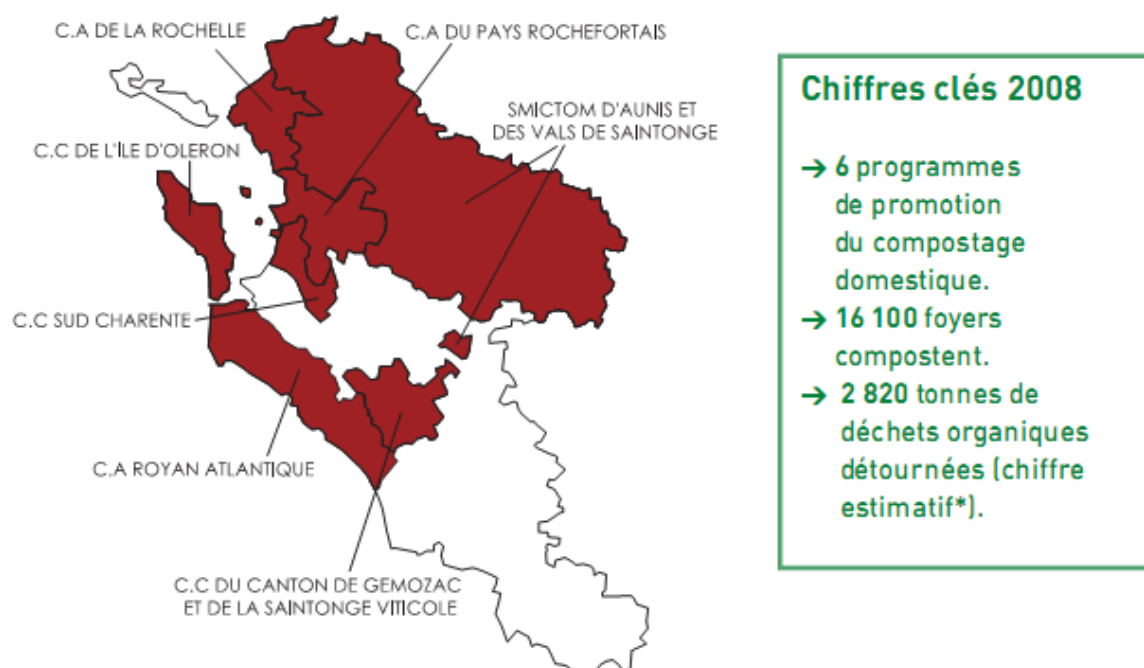 C.A DE LA ROCHELLE
C.A DU PAYS ROCHEFORTAIS
SMICTOM D'AUNIS ET
DES VALS DE SAINTONGE
C.C DE L'ÎLE D'OLERON
C.C SUD CHARENTE
C.A ROYAN ATLANTIQUE
C.C DU CANTON DE GEMOZAC
ET DE LA SAINTONGE VITICOLE
Chiffres clés 2008
→ 6 programmes
de promotion
du compostage
domestique.
→ 16 100 foyers
compostent.
→ 2 820 tonnes de
déchets organiques
détournées (chiffre
estimatif*).